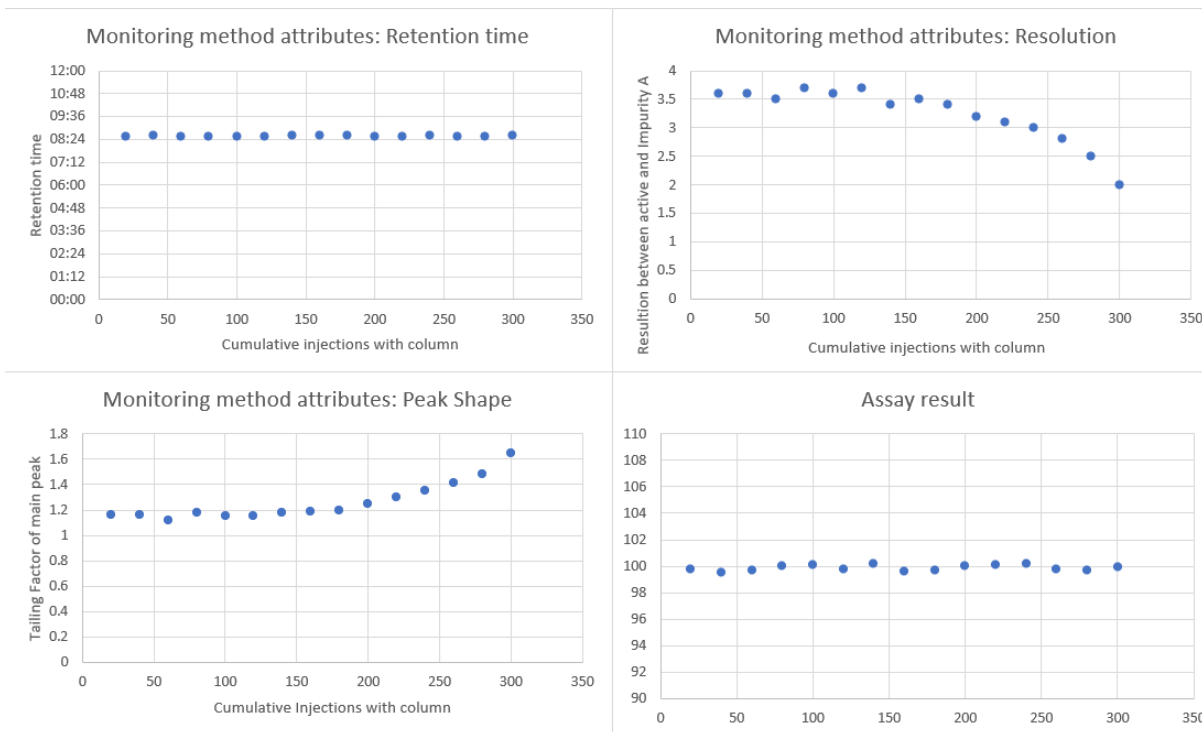 Monitoring method attributes: Retention time
Retention time
12:00
10:48
09:36
08:24
07:12
06:00
04:48
03:36
02:24
01:12
00:00
0 50 100 150 200 250 300 350
Cumulative injections with column
Monitoring method attributes: Resolution
Resultion between active and Impurity A
4
3.5
3
2.5
2
1.5
1
0.5
0
0 50 100 150 200 250 300 350
Cumulative injections with column
Monitoring method attributes: Peak Shape
Tailing Factor of main peak
1.8
1.6
1.4
1.2
1
0.8
0.6
0.4
0.2
0
0 50 100 150 200 250 300 350
Cumulative Injections with column
Assay result
110
108
106
104
102
100
98
96
94
92
90
0 50 100 150 200 250 300 350